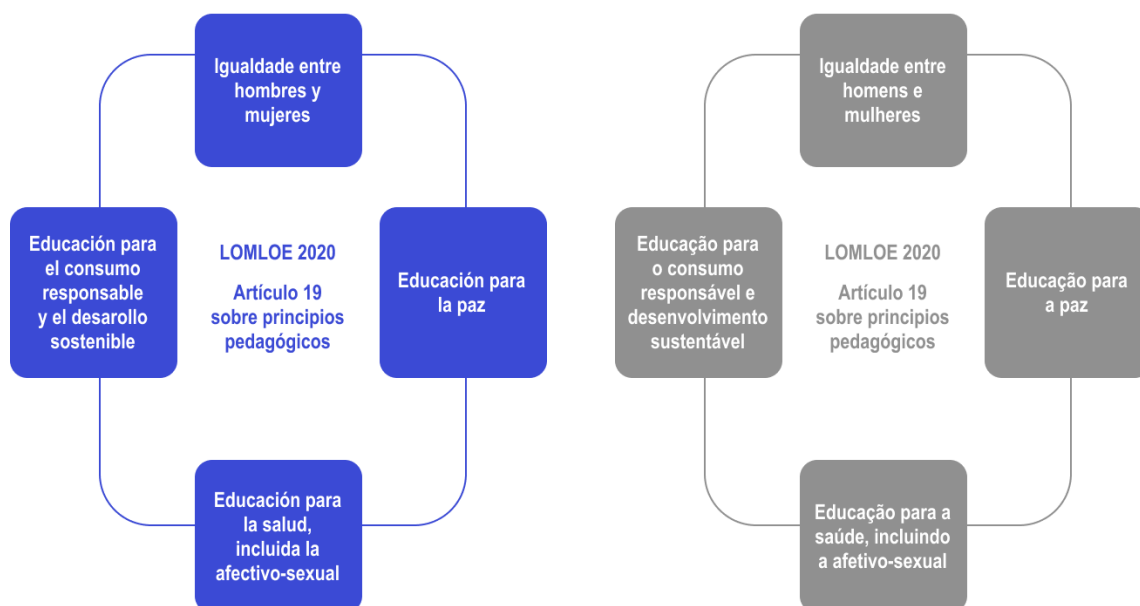 Igualdade entre
hombres y
mujeres
Educación para
el consumo
responsable
y el desarollo
sostenible
LOMLOE 2020
Artículo 19
sobre principios
pedagógicos
Educación para
la paz
Educación para
la salud,
incluida la
afectivo-sexual
Igualdade entre
homens e
mulheres
Educação para
o consumo
responsável e
desenvolvimento
sustentável
LOMLOE 2020
Artículo 19
sobre principios
pedagógicos
Educação para
a paz
Educação para a
saúde, incluindo
a afetivo-sexual